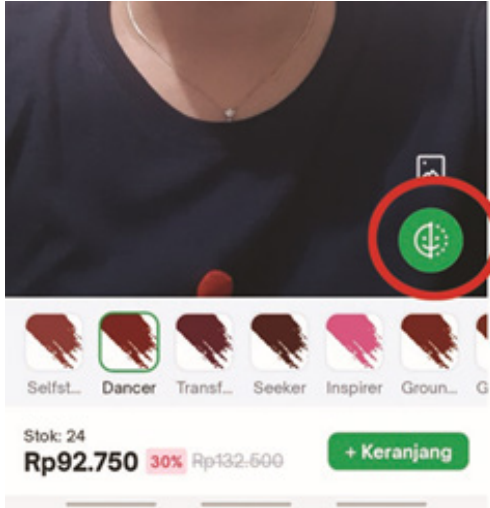 Selfst... Dancer Transf... Seeker Inspirer Groun... G
Stok: 24
Rp92.750 30% Rp132.500
+ Keranjang